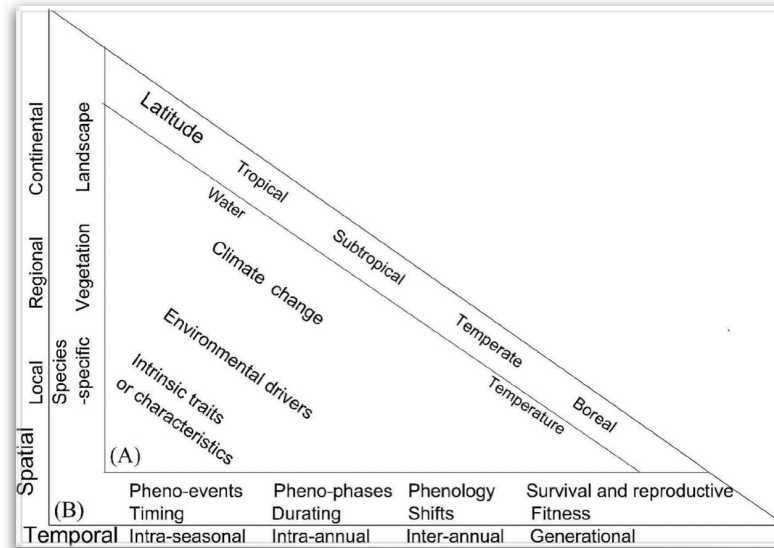 Latitude
Tropical
Subtropical
Temperate
Boreal
Water
Temperature
Climate change
Environmental drivers
Intrinsic traits
or characteristics
Continental
Regional
Local
Spatial
Landscape
Vegetation
Species
-specific
(A)
(B)
Pheno-events Pheno-phases Phenology Survival and reproductive
Timing Durating Shifts Fitness
Temporal Intra-seasonal Intra-annual Inter-annual Generational